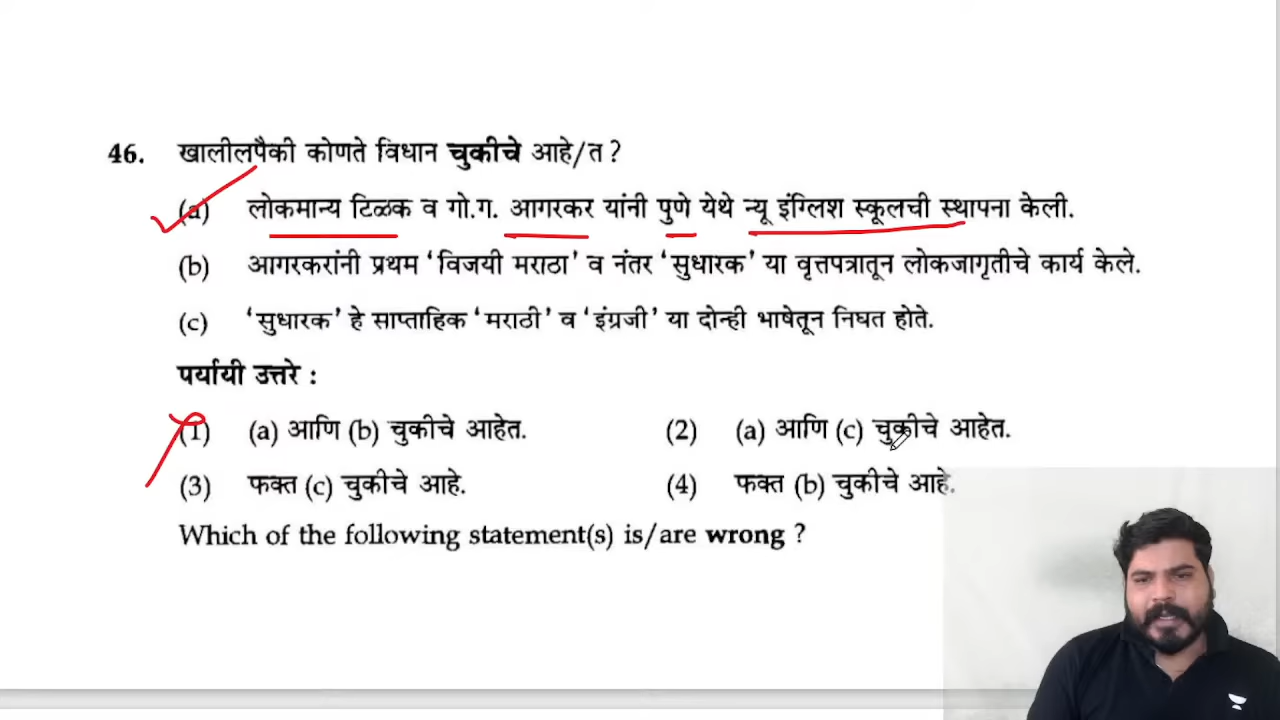 46. खालीलपैकी कोणते विधान चुकीचे आहे/त ?
(a) लोकमान्य टिळक व गो.ग. आगरकर यांनी पुणे येथे न्यू इंग्लिश स्कूलची स्थापना केली.
(b) आगरकरांनी प्रथम ‘विजयी मराठा’ व नंतर ‘सुधारक’ या वृत्तपत्रातून लोकजागृतीचे कार्य केले.
(c) ‘सुधारक’ हे साप्ताहिक ‘मराठी’ व ‘इंग्रजी’ या दोन्ही भाषेतून निघत होते.
पर्यायी उत्तरे :
(1) (a) आणि (b) चुकीचे आहेत. (2) (a) आणि (c) चुकीचे आहेत.
(3) फक्त (c) चुकीचे आहे. (4) फक्त (b) चुकीचे आहे.
Which of the following statement(s) is/are wrong ?